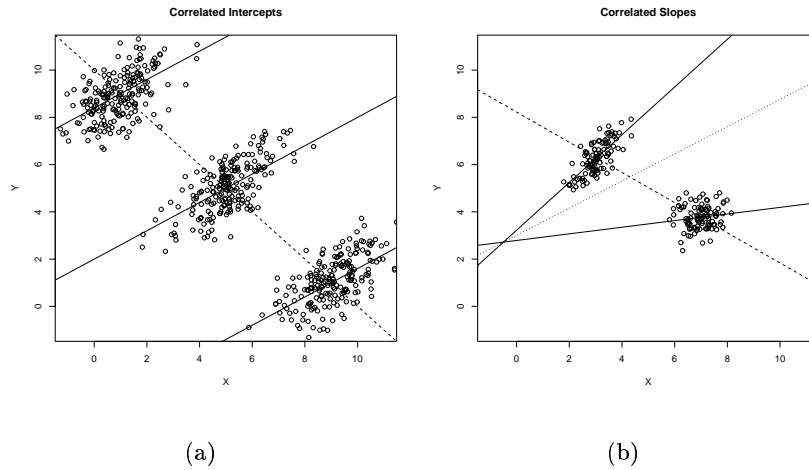 Correlated Intercepts
Y
0 2 4 6 8 10
0 2 4 6 8 10
X
(a)
Correlated Slopes
Y
0 2 4 6 8 10
0 2 4 6 8 10
X
(b)